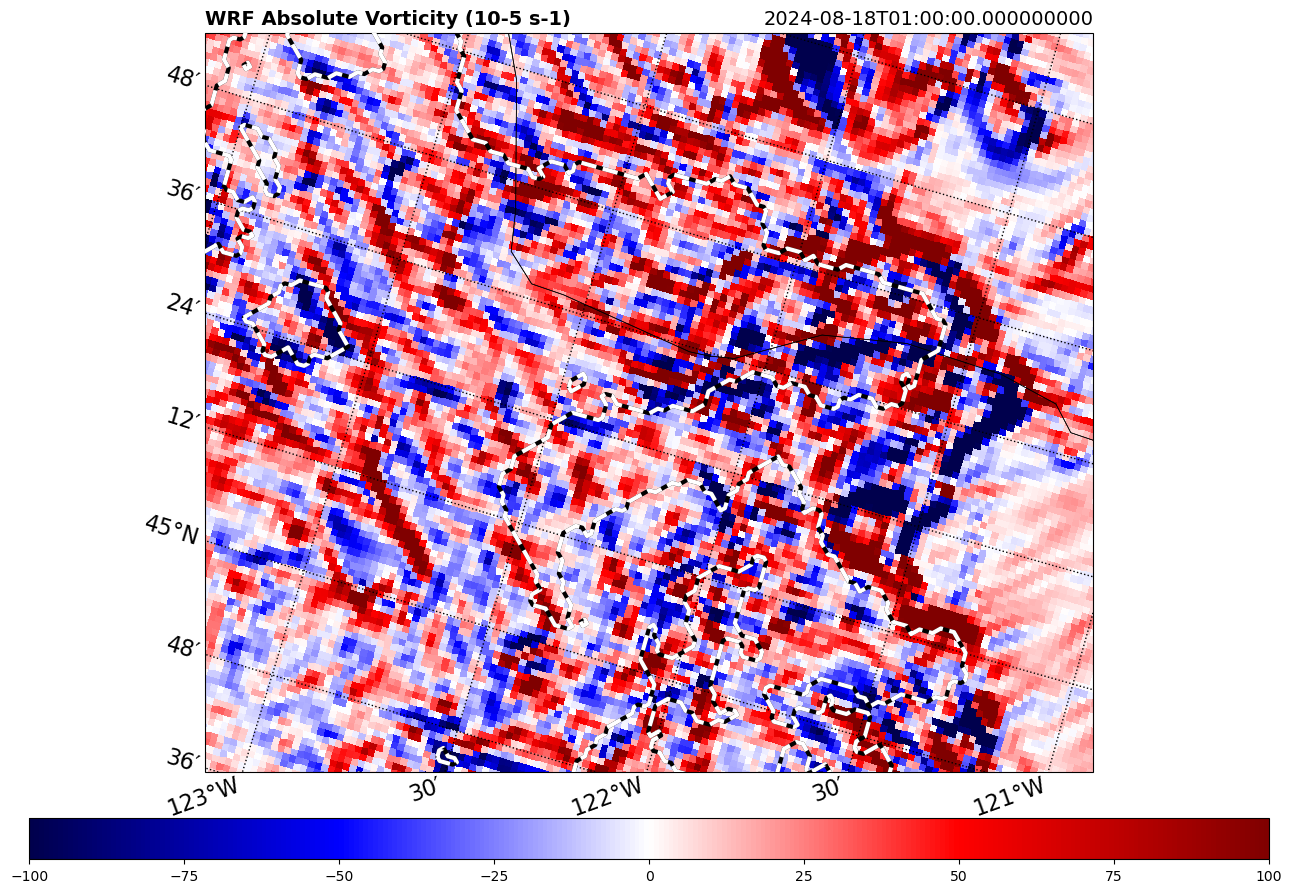 WRF Absolute Vorticity (10-5 s-1)
2024-08-18T01:00:00.000000000
48′
36′
24′
12′
45°N
48′
36′
123°W
30′
122°W
30′
121°W
−100
−75
−50
−25
0
25
50
75
100